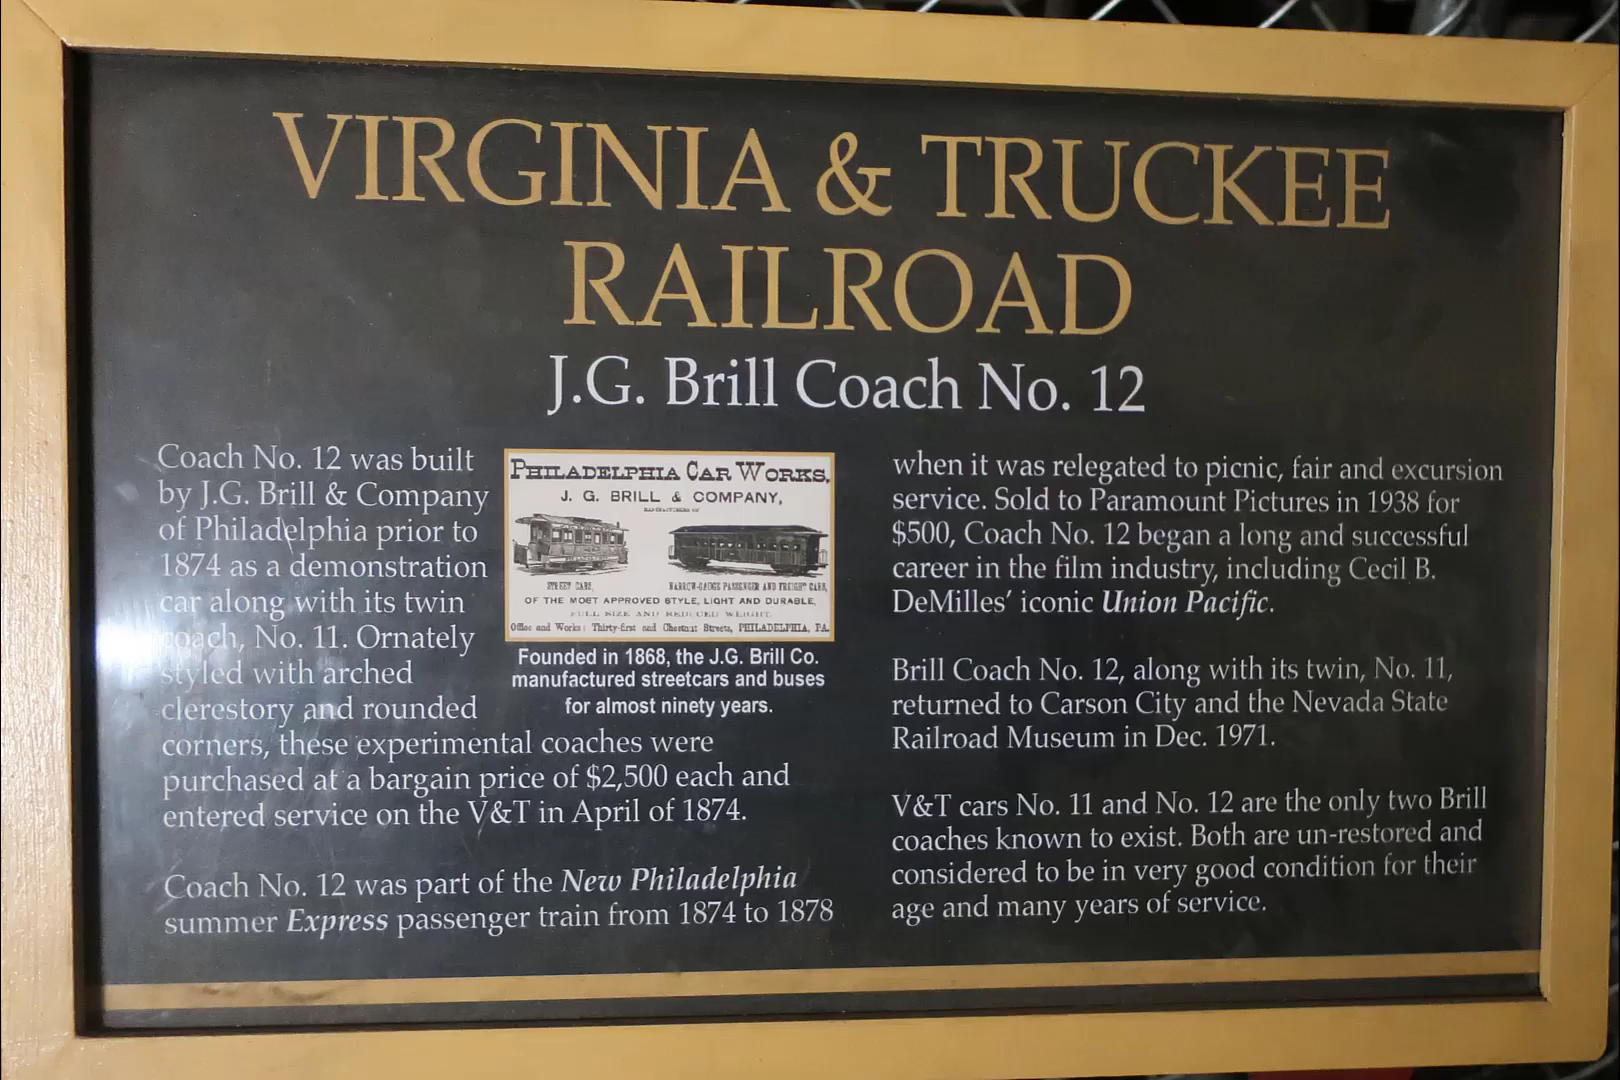 VIRGINIA & TRUCKEE
RAILROAD
J.G. Brill Coach No. 12
Coach No. 12 was built
by J.G. Brill & Company
of Philadelphia prior to
1874 as a demonstration
car along with its twin
coach, No. 11. Ornately
styled with arched
clerestory and rounded
corners, these experimental coaches were
purchased at a bargain price of $2,500 each and
entered service on the V&T in April of 1874.
Coach No. 12 was part of the New Philadelphia
summer Express passenger train from 1874 to 1878
PHILADELPHIA CAR WORKS,
J. G. BRILL & COMPANY,
MANUFACTURERS OF
STREET CARS,
NARROW-GAUGE PASSENGER AND FREIGHT CARS,
OF THE MOST APPROVED STYLE, LIGHT AND DURABLE,
FULL SIZE AND REDUCED WEIGHT.
Office and Works: Thirty-first and Chestnut Streets, PHILADELPHIA, PA.
Founded in 1868, the J.G. Brill Co.
manufactured streetcars and buses
for almost ninety years.
when it was relegated to picnic, fair and excursion
service. Sold to Paramount Pictures in 1938 for
$500, Coach No. 12 began a long and successful
career in the film industry, including Cecil B.
DeMilles' iconic Union Pacific.
Brill Coach No. 12, along with its twin, No. 11,
returned to Carson City and the Nevada State
Railroad Museum in Dec. 1971.
V&T cars No. 11 and No. 12 are the only two Brill
coaches known to exist. Both are un-restored and
considered to be in very good condition for their
age and many years of service.